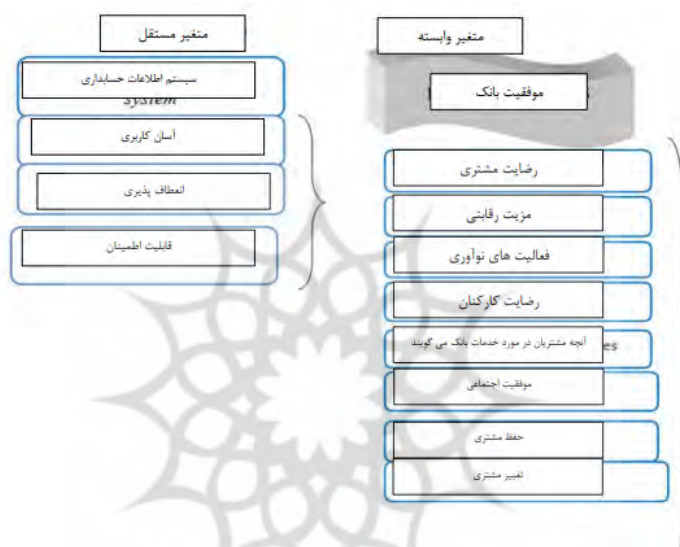 متغیر مستقل
سیستم اطلاعات حسابداری
system
آسان کاربری
انعطاف پذیری
قابلیت اطمینان
متغیر وابسته
موفقیت بانک
رضایت مشتری
مزیت رقابتی
فعالیت های نوآوری
رضایت کارکنان
آنچه مشتریان در مورد خدمات بانک می گویند
es
موفقیت اجتماعی
حفظ مشتری
تغییر مشتری